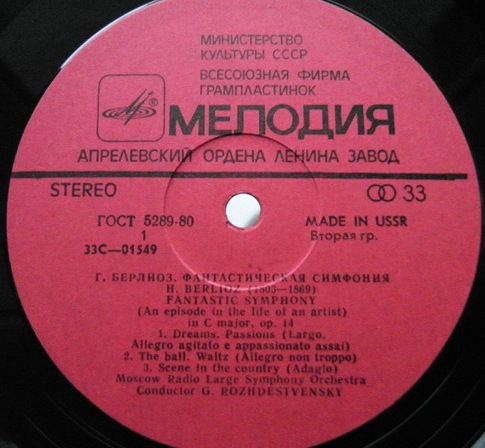 МИНИСТЕРСТВО
КУЛЬТУРЫ СССР
ВСЕСОЮЗНАЯ ФИРМА
ГРАМПЛАСТИНОК
МЕЛОДИЯ
АПРЕЛЕВСКИЙ ОРДЕНА ЛЕНИНА ЗАВОД
STEREO 33
ГОСТ 5289-80 MADE IN USSR
1 Вторая гр.
33С—01549
Г. БЕРЛИОЗ. ФАНТАСТИЧЕСКАЯ СИМФОНИЯ
H. BERLIOZ (1803—1869)
FANTASTIC SYMPHONY
(An episode in the life of an artist)
in C major, op. 14
1. Dreams. Passions (Largo.
Allegro agitato e appassionato assai)
2. The ball. Waltz (Allegro non troppo)
3. Scene in the country (Adagio)
Moscow Radio Large Symphony Orchestra
Conductor G. ROZHDESTVENSKY